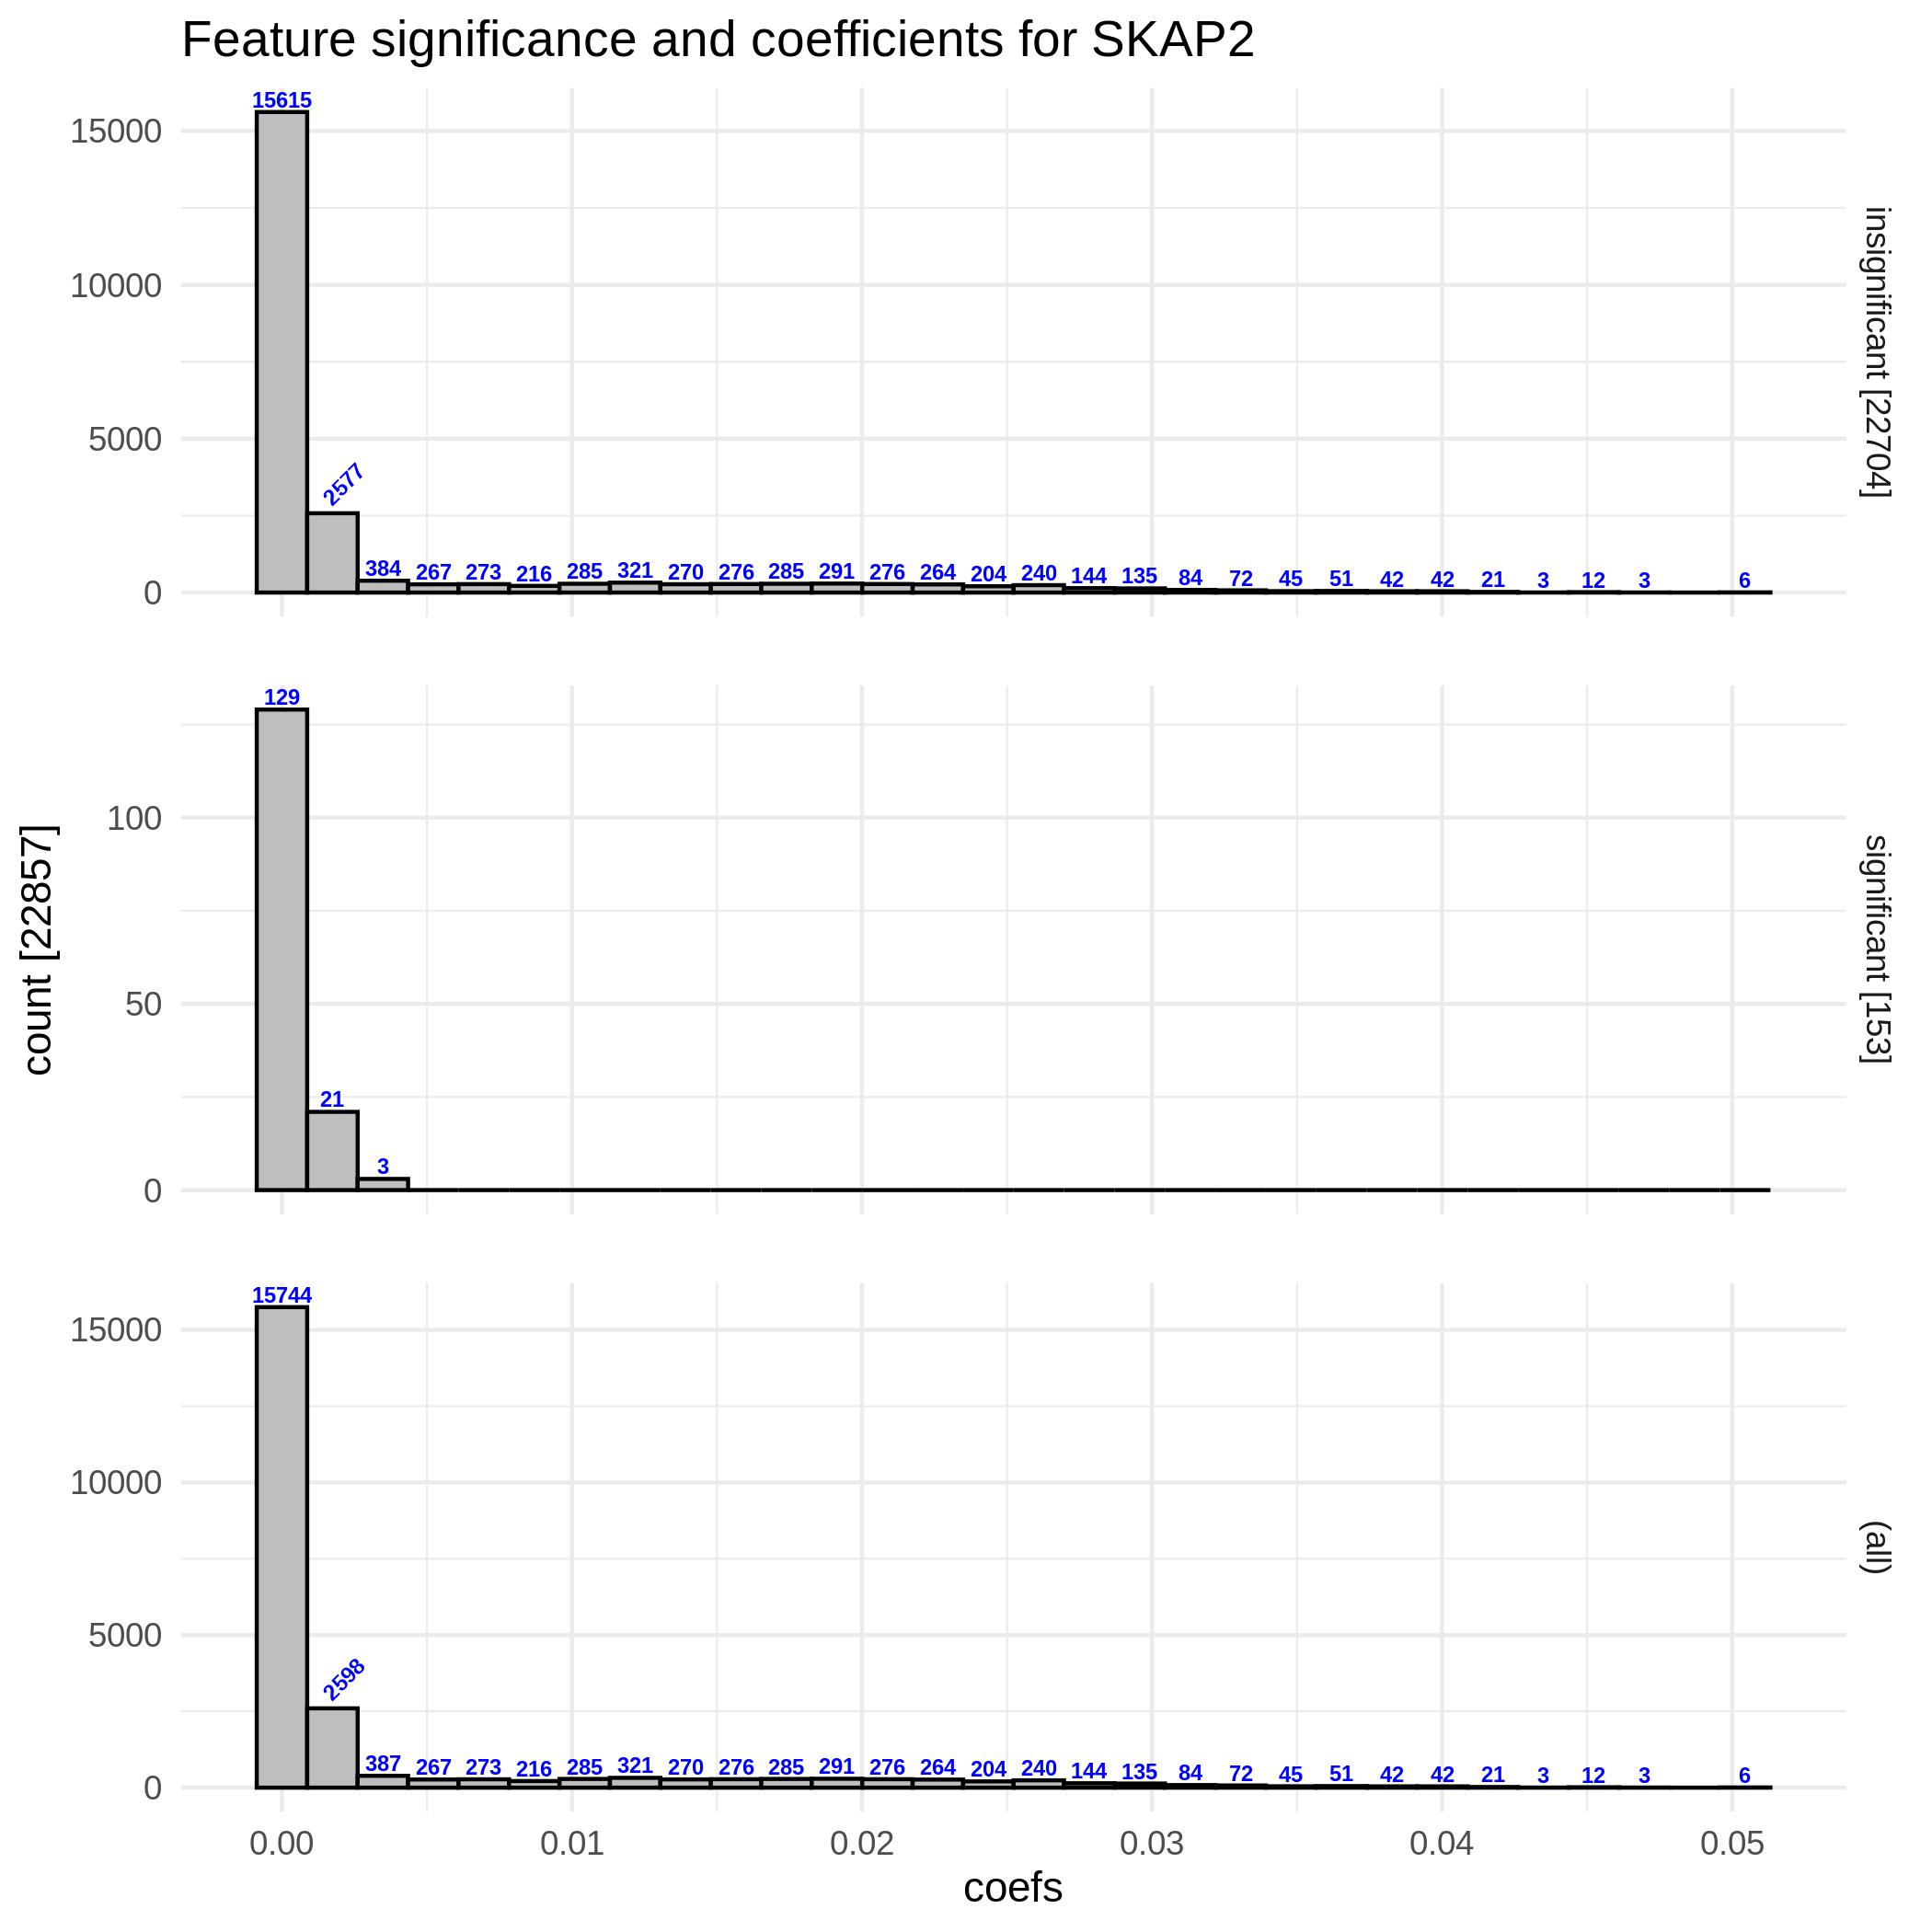 Feature significance and coefficients for SKAP2
15615
15000
10000
5000
0
2577
384 267 273 216 285 321 270 276 285 291 276 264 204 240 144 135 84 72 45 51 42 42 21 3 12 3 6
insignificant [22704]
count [22857]
129
100
50
0
21
3
significant [153]
15744
15000
10000
5000
0
2598
387 267 273 216 285 321 270 276 285 291 276 264 204 240 144 135 84 72 45 51 42 42 21 3 12 3 6
(all)
0.00 0.01 0.02 0.03 0.04 0.05
coefs